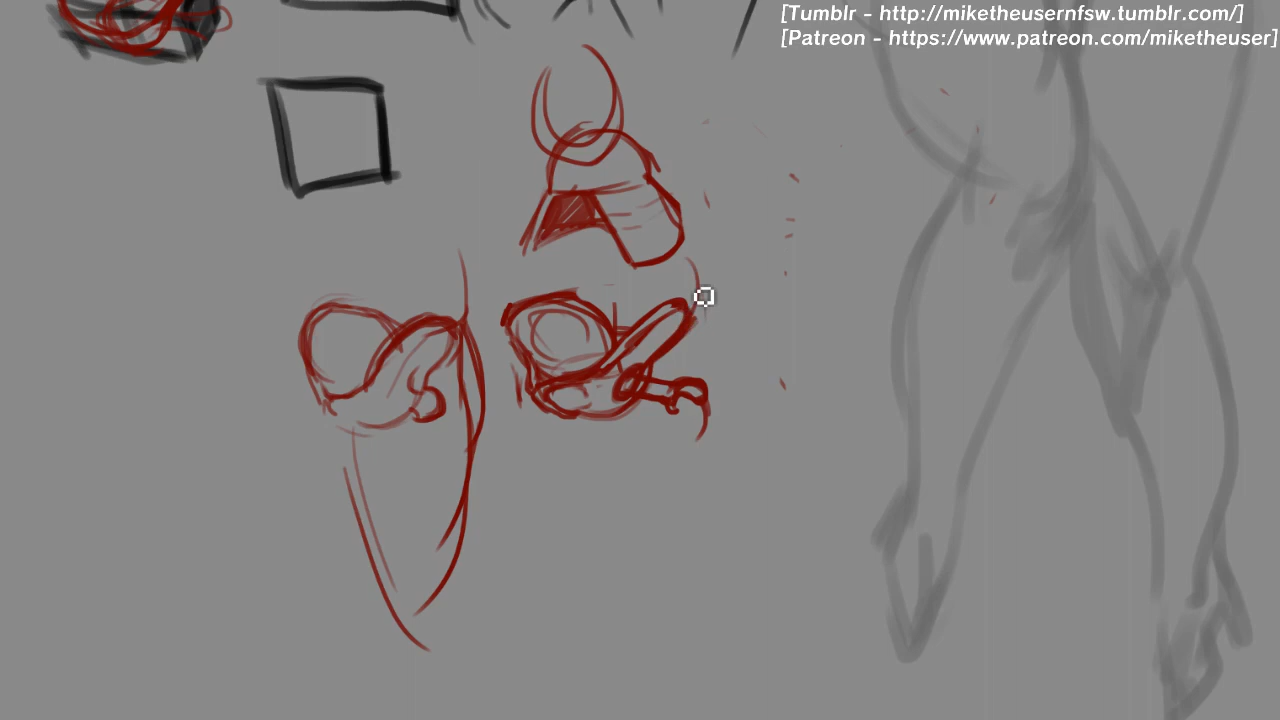 [Tumblr - http://miketheusernfsw.tumblr.com/]
[Patreon - https://www.patreon.com/miketheuser]